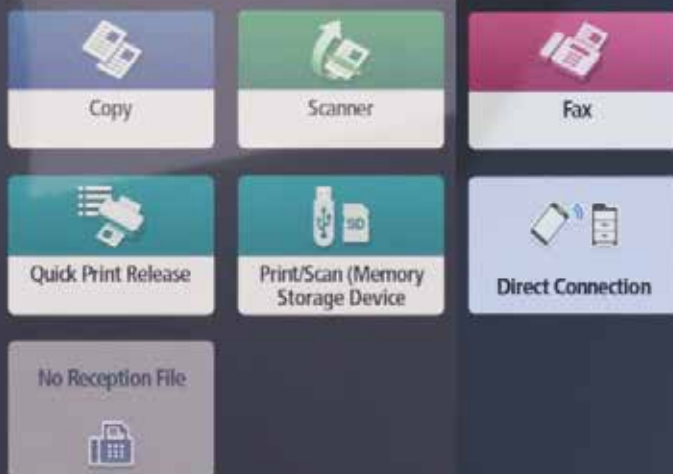 Copy
Scanner
Fax
Quick Print Release
SD
Print/Scan (Memory
Storage Device
Direct Connection
No Reception File